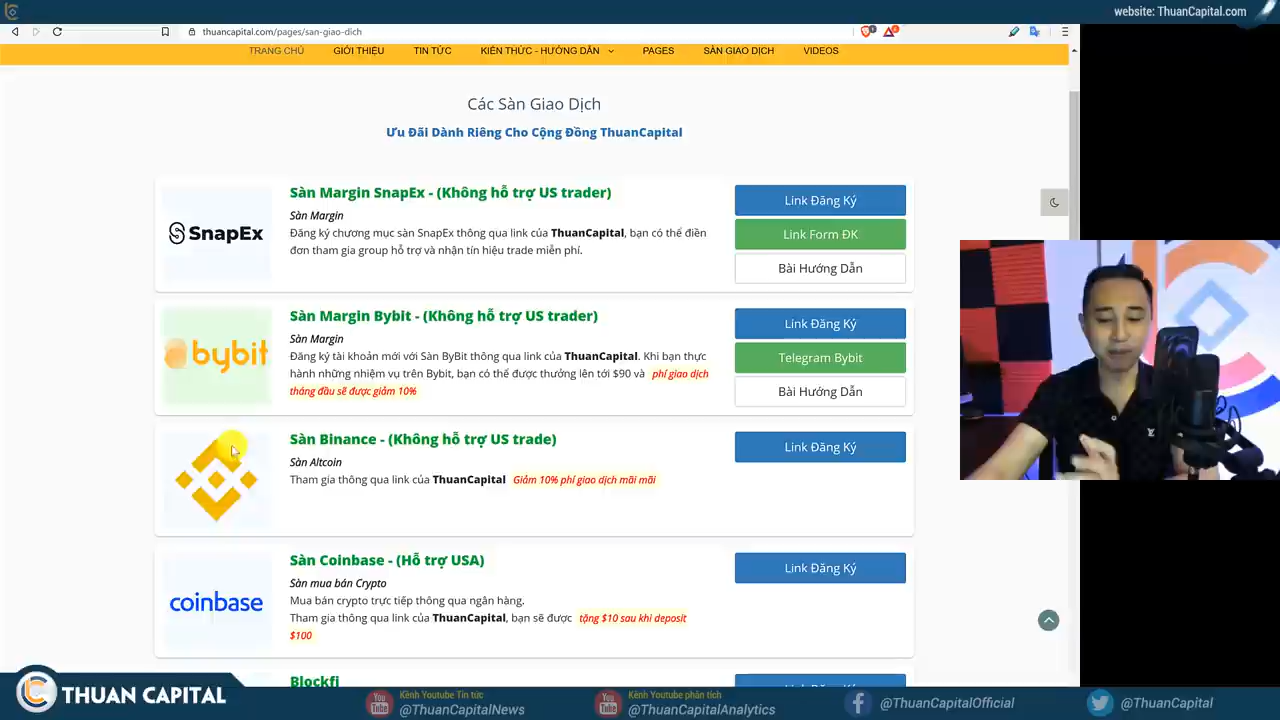 website: ThuanCapital.com
thuancapital.com/pages/san-giao-dich
TRANG CHỦ GIỚI THIỆU TIN TỨC KIẾN THỨC - HƯỚNG DẪN PAGES SÀN GIAO DỊCH VIDEOS
Các Sàn Giao Dịch
Ưu Đãi Dành Riêng Cho Cộng Đồng ThuanCapital
SnapEx
Sàn Margin SnapEx - (Không hỗ trợ US trader)
Sàn Margin
Đăng ký chương mục sàn SnapEx thông qua link của ThuanCapital, bạn có thể điền
đơn tham gia group hỗ trợ và nhận tín hiệu trade miễn phí.
Link Đăng Ký
Link Form ĐK
Bài Hướng Dẫn
bybit
Sàn Margin Bybit - (Không hỗ trợ US trader)
Sàn Margin
Đăng ký tài khoản mới với Sàn ByBit thông qua link của ThuanCapital. Khi bạn thực
hành những nhiệm vụ trên Bybit, bạn có thể được thưởng lên tới $90 và phí giao dịch
tháng đầu sẽ được giảm 10%
Link Đăng Ký
Telegram Bybit
Bài Hướng Dẫn
Sàn Binance - (Không hỗ trợ US trade)
Sàn Altcoin
Tham gia thông qua link của ThuanCapital Giảm 10% phí giao dịch mãi mãi
Link Đăng Ký
coinbase
Sàn Coinbase - (Hỗ trợ USA)
Sàn mua bán Crypto
Mua bán crypto trực tiếp thông qua ngân hàng.
Tham gia thông qua link của ThuanCapital, bạn sẽ được tặng $10 sau khi deposit
$100
Link Đăng Ký
Blockfi
Link Đăng Ký
THUAN CAPITAL
You Tube
Kênh Youtube Tin tức
@ThuanCapitalNews
You Tube
Kênh Youtube phân tích
@ThuanCapitalAnalytics
@ThuanCapitalOfficial
@ThuanCapital